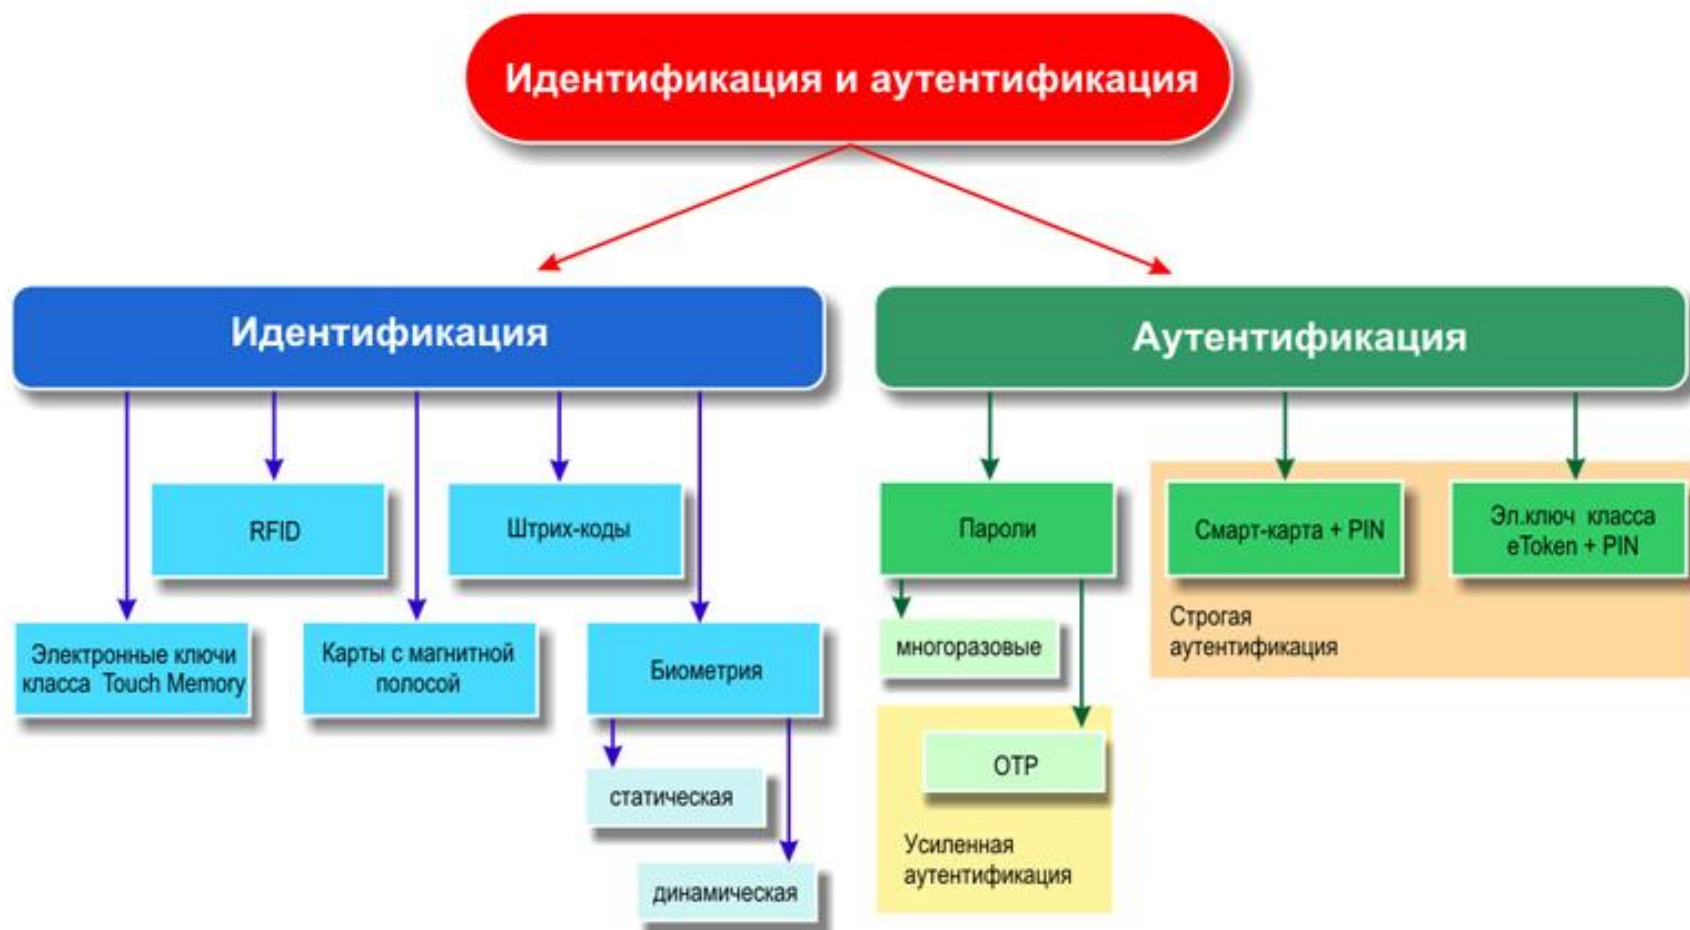 Идентификация и аутентификация
Идентификация
Аутентификация
RFID
Штрих-коды
Пароли
Смарт-карта + PIN
Эл.ключ класса
eToken + PIN
Электронные ключи
класса Touch Memory
Карты с магнитной
полосой
Биометрия
многоразовые
Строгая
аутентификация
статическая
OTP
динамическая
Усиленная
аутентификация